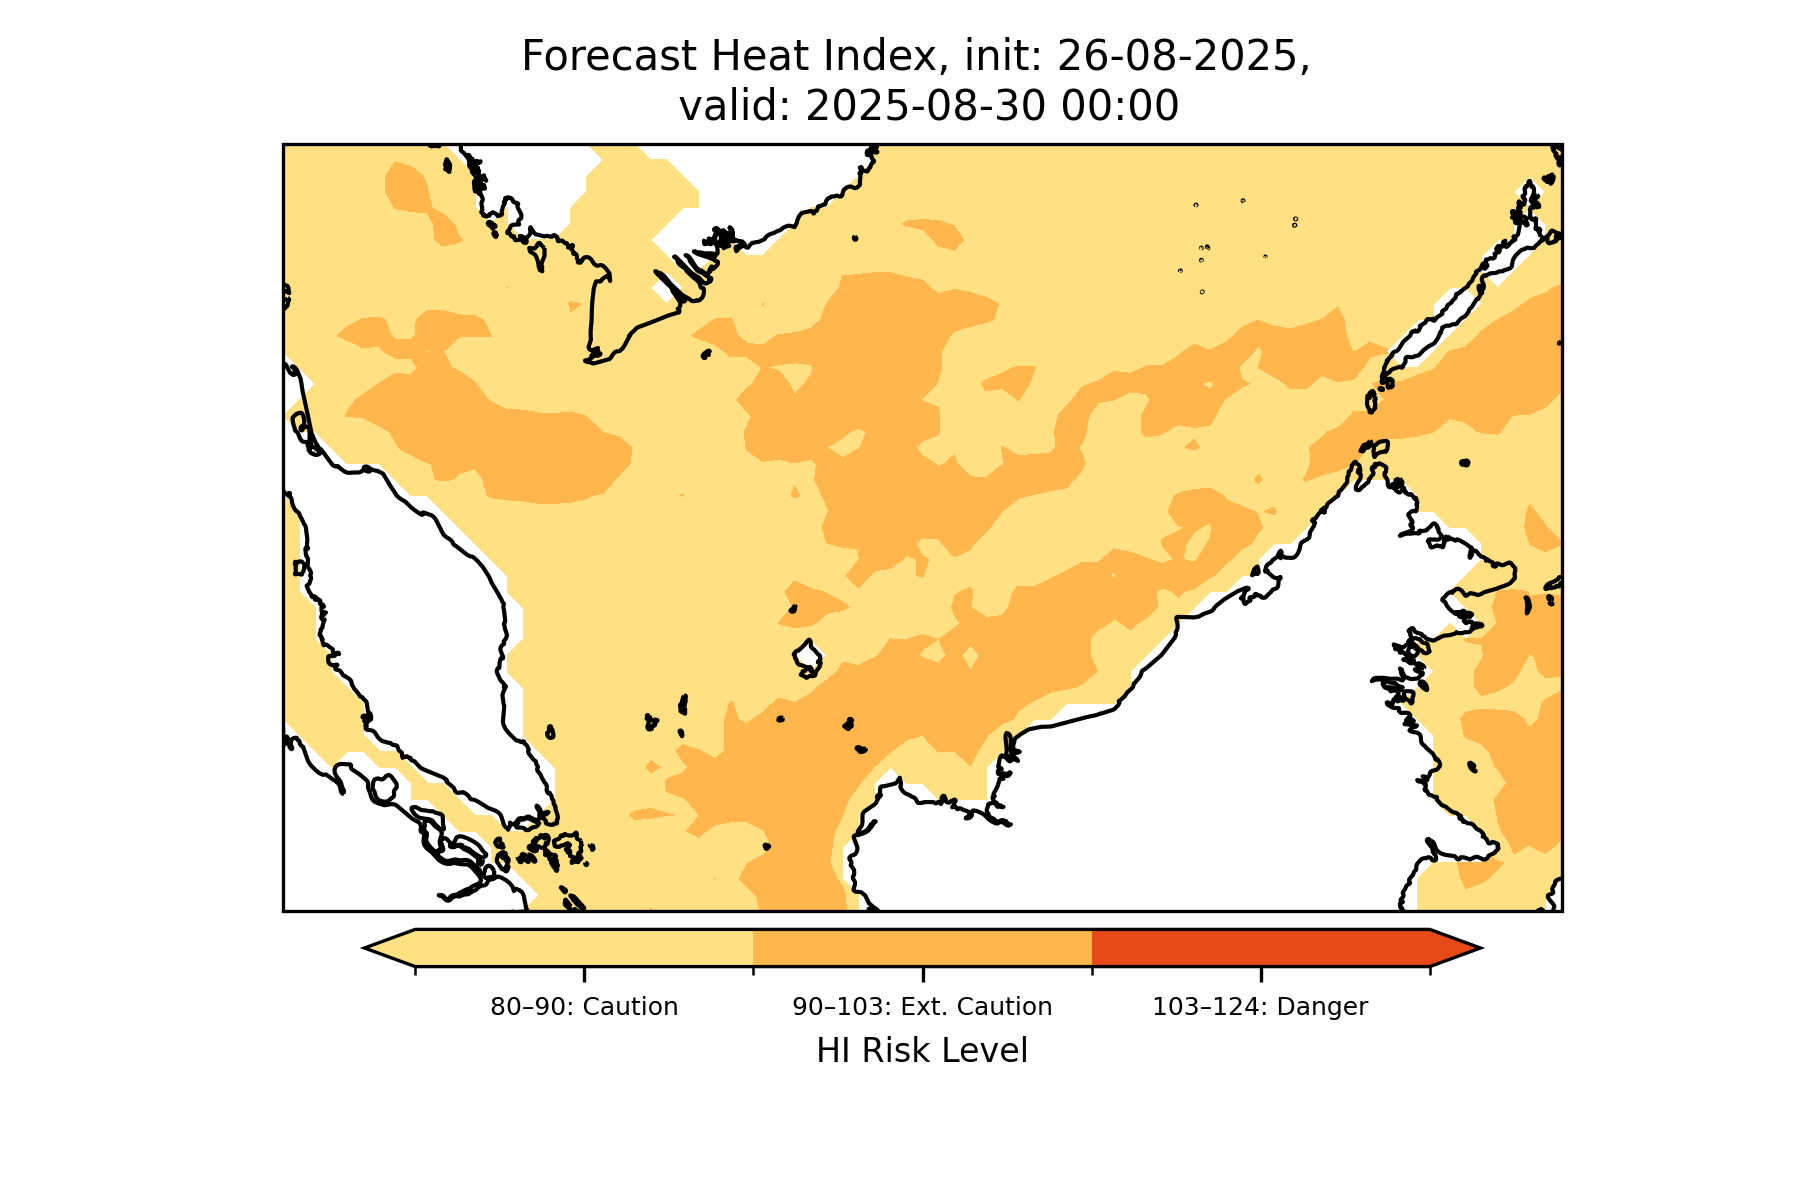 Forecast Heat Index, init: 26-08-2025,
valid: 2025-08-30 00:00
80–90: Caution
90–103: Ext. Caution
103–124: Danger
HI Risk Level